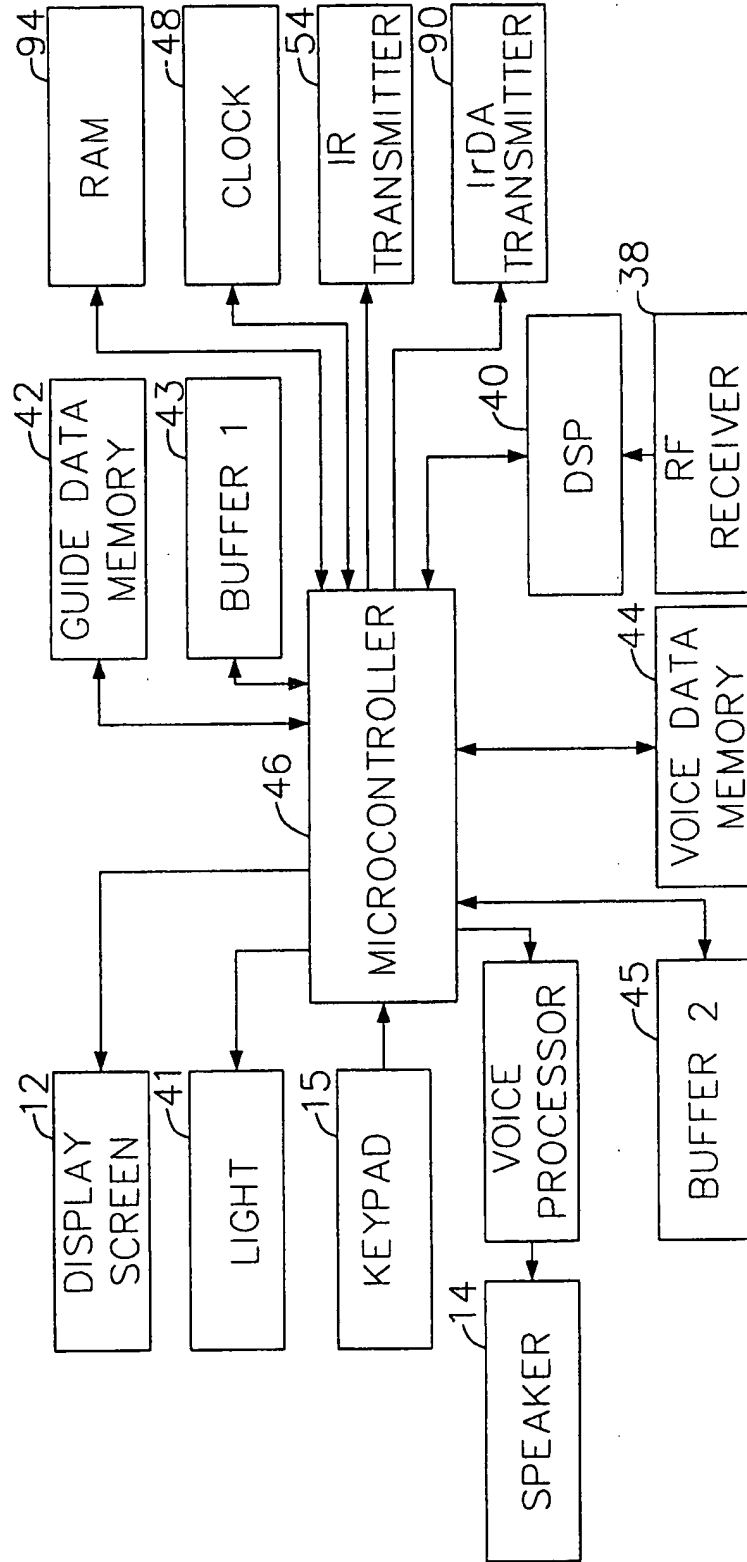 12
DISPLAY
SCREEN
41
LIGHT
15
KEYPAD
14
SPEAKER
VOICE
PROCESSOR
45
BUFFER 2
46
MICROCONTROLLER
42
GUIDE DATA
MEMORY
43
BUFFER 1
44
VOICE DATA
MEMORY
94
RAM
48
CLOCK
54
IR
TRANSMITTER
90
IrDA
TRANSMITTER
40
DSP
38
RF
RECEIVER